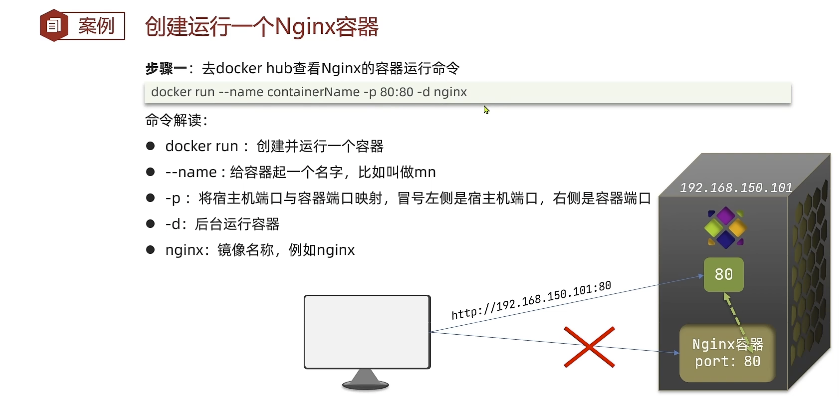 案例
创建运行一个Nginx容器
步骤一：去docker hub查看Nginx的容器运行命令
docker run --name containerName -p 80:80 -d nginx
命令解读：
docker run ：创建并运行一个容器
--name : 给容器起一个名字，比如叫做mn
-p ：将宿主机端口与容器端口映射，冒号左侧是宿主机端口，右侧是容器端口
-d：后台运行容器
nginx：镜像名称，例如nginx
192.168.150.101
80
http://192.168.150.101:80
Nginx容器
port: 80